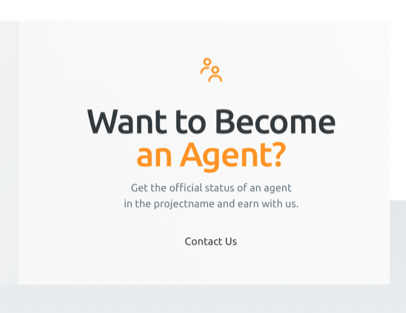 Want to Become
an Agent?
Get the official status of an agent
in the projectname and earn with us.
Contact Us